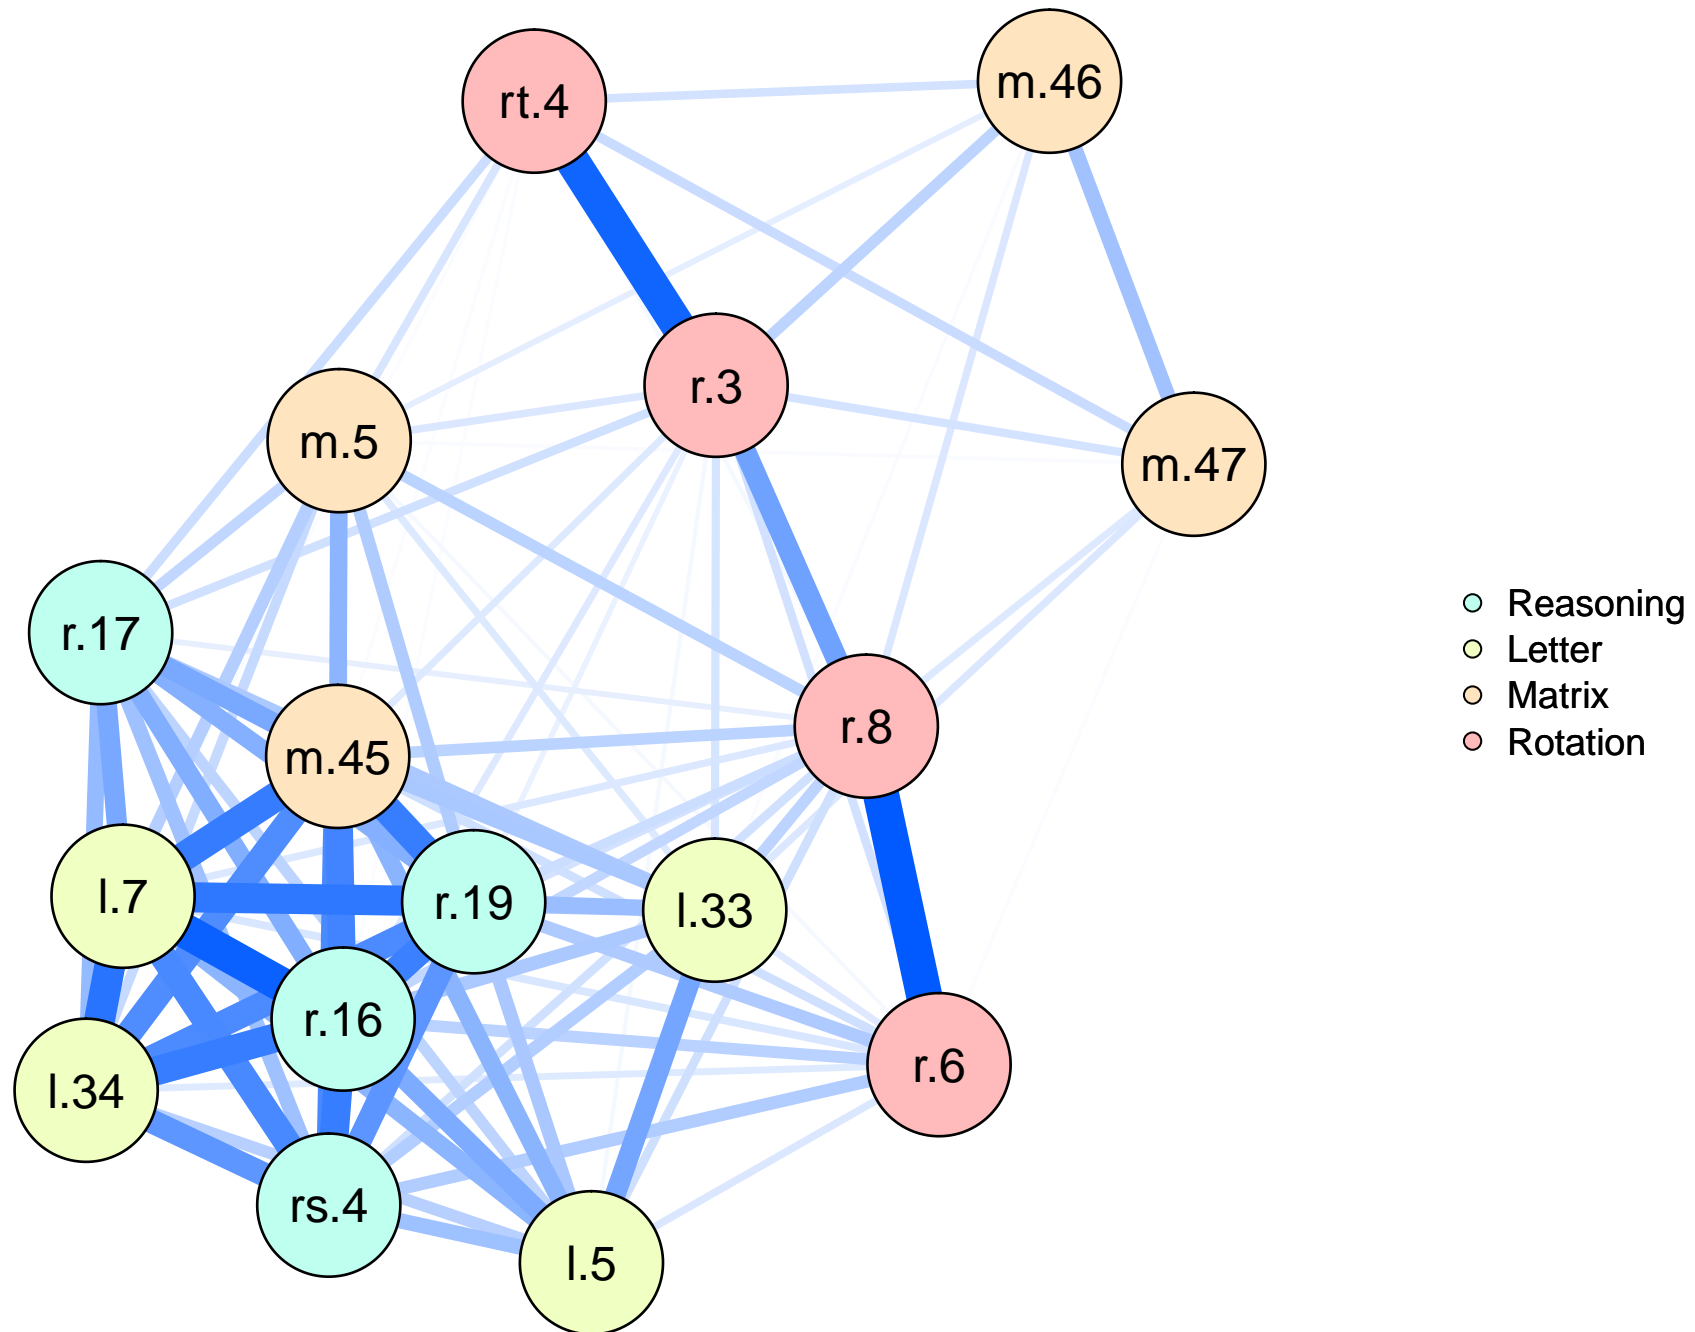 m.46
rt.4
r.3
m.5
m.47
r.17
r.8
m.45
l.7
r.19
l.33
r.16
r.6
l.34
rs.4
l.5
Reasoning
Letter
Matrix
Rotation